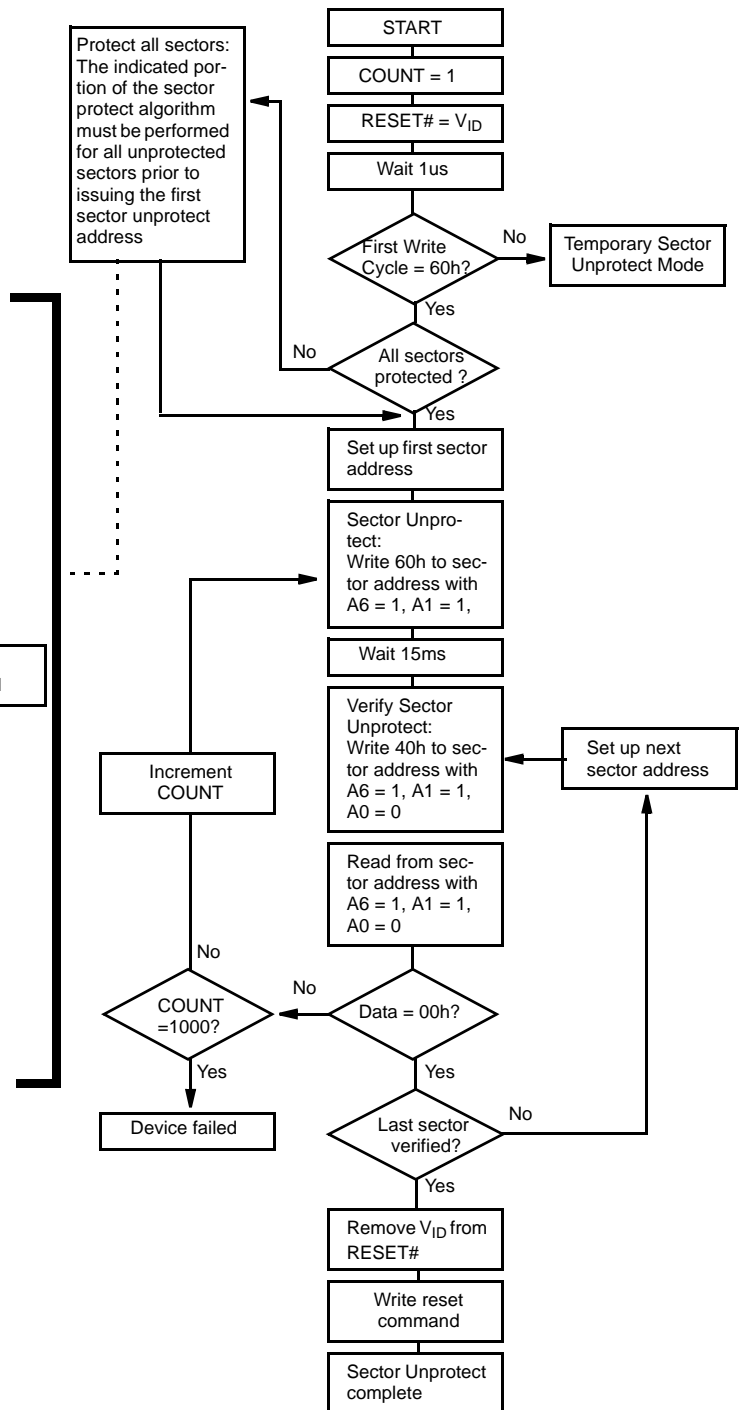 START
COUNT = 1
RESET# = VID
Wait 1us
First Write
Cycle = 60h?
No
Temporary Sector
Unprotect Mode
Yes
Protect all sectors:
The indicated por-
tion of the sector
protect algorithm
must be performed
for all unprotected
sectors prior to
issuing the first
sector unprotect
address
No
All sectors
protected ?
Yes
Set up first sector
address
Sector Unpro-
tect:
Write 60h to sec-
tor address with
A6 = 1, A1 = 1,
Wait 15ms
Verify Sector
Unprotect:
Write 40h to sec-
tor address with
A6 = 1, A1 = 1,
A0 = 0
Set up next
sector address
Increment
COUNT
Read from sec-
tor address with
A6 = 1, A1 = 1,
A0 = 0
No
COUNT
=1000?
No
Data = 00h?
Yes
Yes
Device failed
Last sector
verified?
No
Yes
Remove VID from
RESET#
Write reset
command
Sector Unprotect
complete